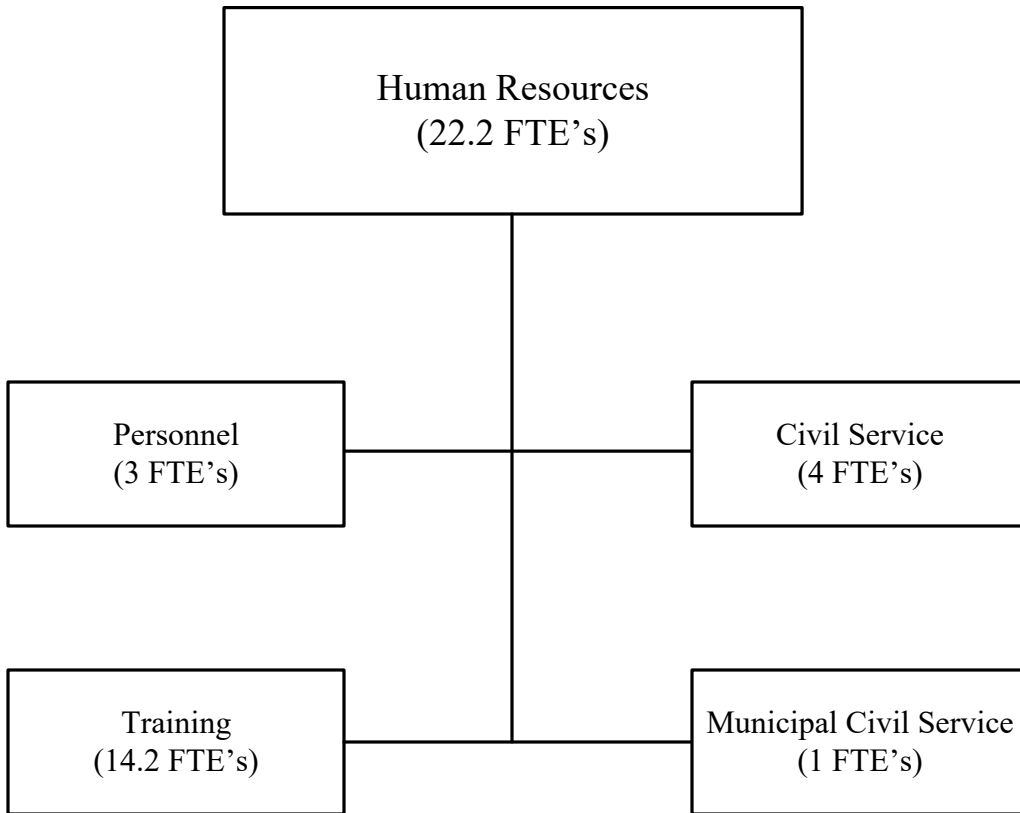 Human Resources
(22.2 FTE’s)
Personnel
(3 FTE’s)
Civil Service
(4 FTE’s)
Training
(14.2 FTE’s)
Municipal Civil Service
(1 FTE’s)